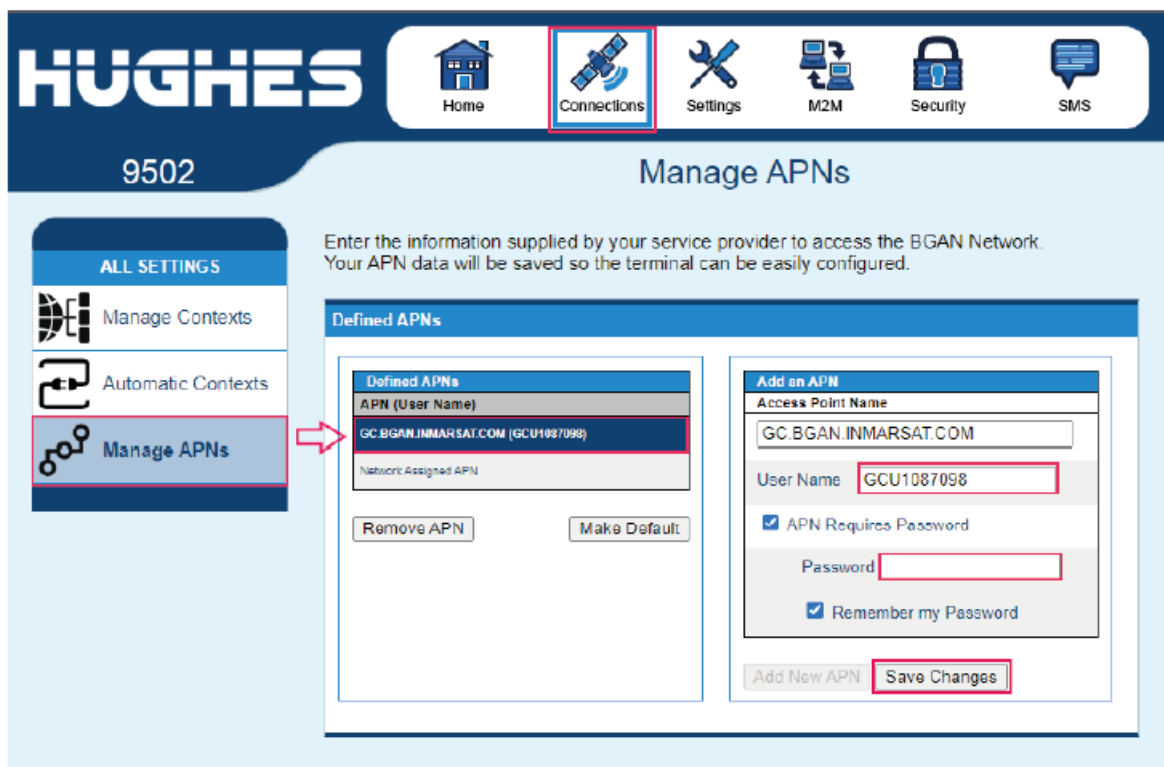 HUGHES
Home
Connections
Settings
M2M
Security
SMS
9502
Manage APNs
Enter the information supplied by your service provider to access the BGAN Network.
Your APN data will be saved so the terminal can be easily configured.
ALL SETTINGS
Manage Contexts
Automatic Contexts
Manage APNs
Defined APNs
Defined APNs
APN (User Name)
GC.BGAN.INMARSAT.COM (GCU1087098)
Network Assigned APN
Remove APN
Make Default
Add an APN
Access Point Name
GC.BGAN.INMARSAT.COM
User Name GCU1087098
APN Requires Password
Password
Remember my Password
Add New APN
Save Changes